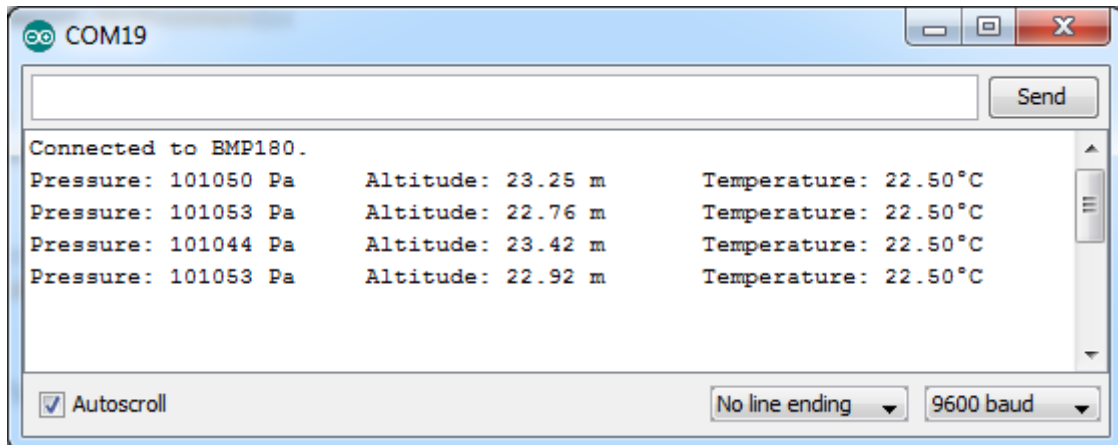 COM19
Send
Connected to BMP180.
Pressure: 101050 Pa Altitude: 23.25 m Temperature: 22.50°C
Pressure: 101053 Pa Altitude: 22.76 m Temperature: 22.50°C
Pressure: 101044 Pa Altitude: 23.42 m Temperature: 22.50°C
Pressure: 101053 Pa Altitude: 22.92 m Temperature: 22.50°C
Autoscroll No line ending 9600 baud